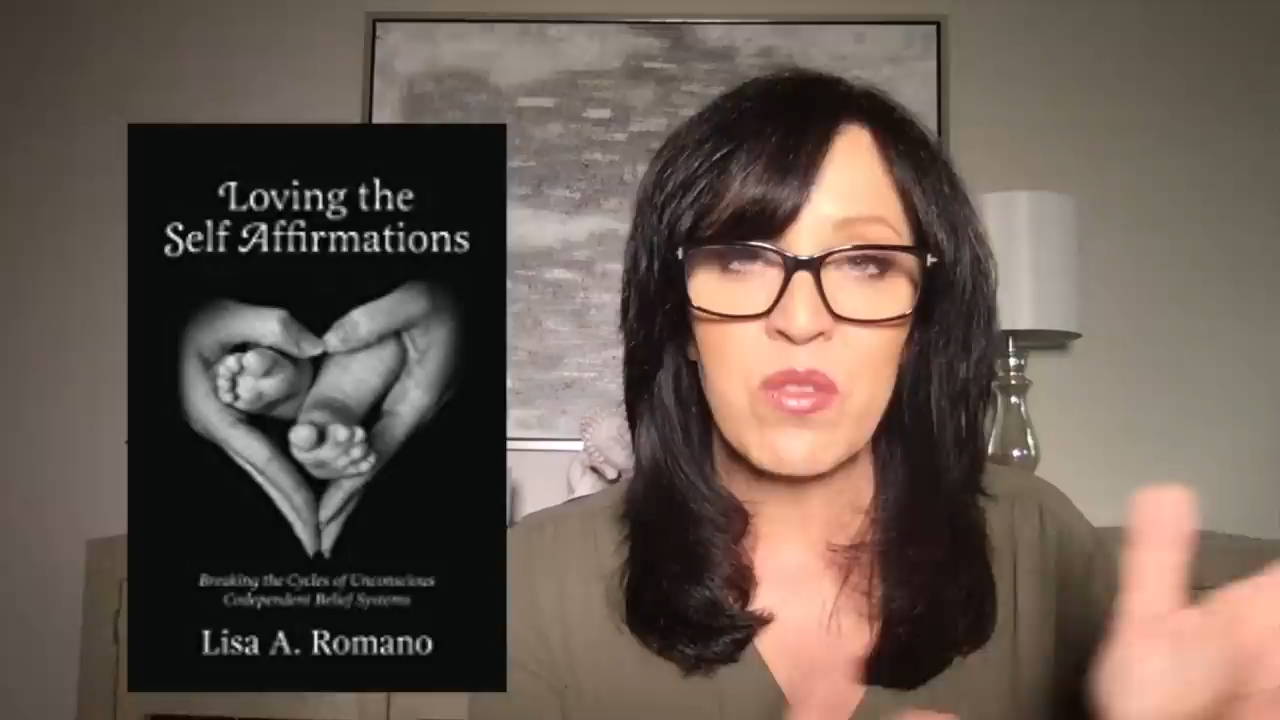 Loving the
Self Affirmations
Breaking the Cycles of Unconscious
Codependent Belief Systems
Lisa A. Romano